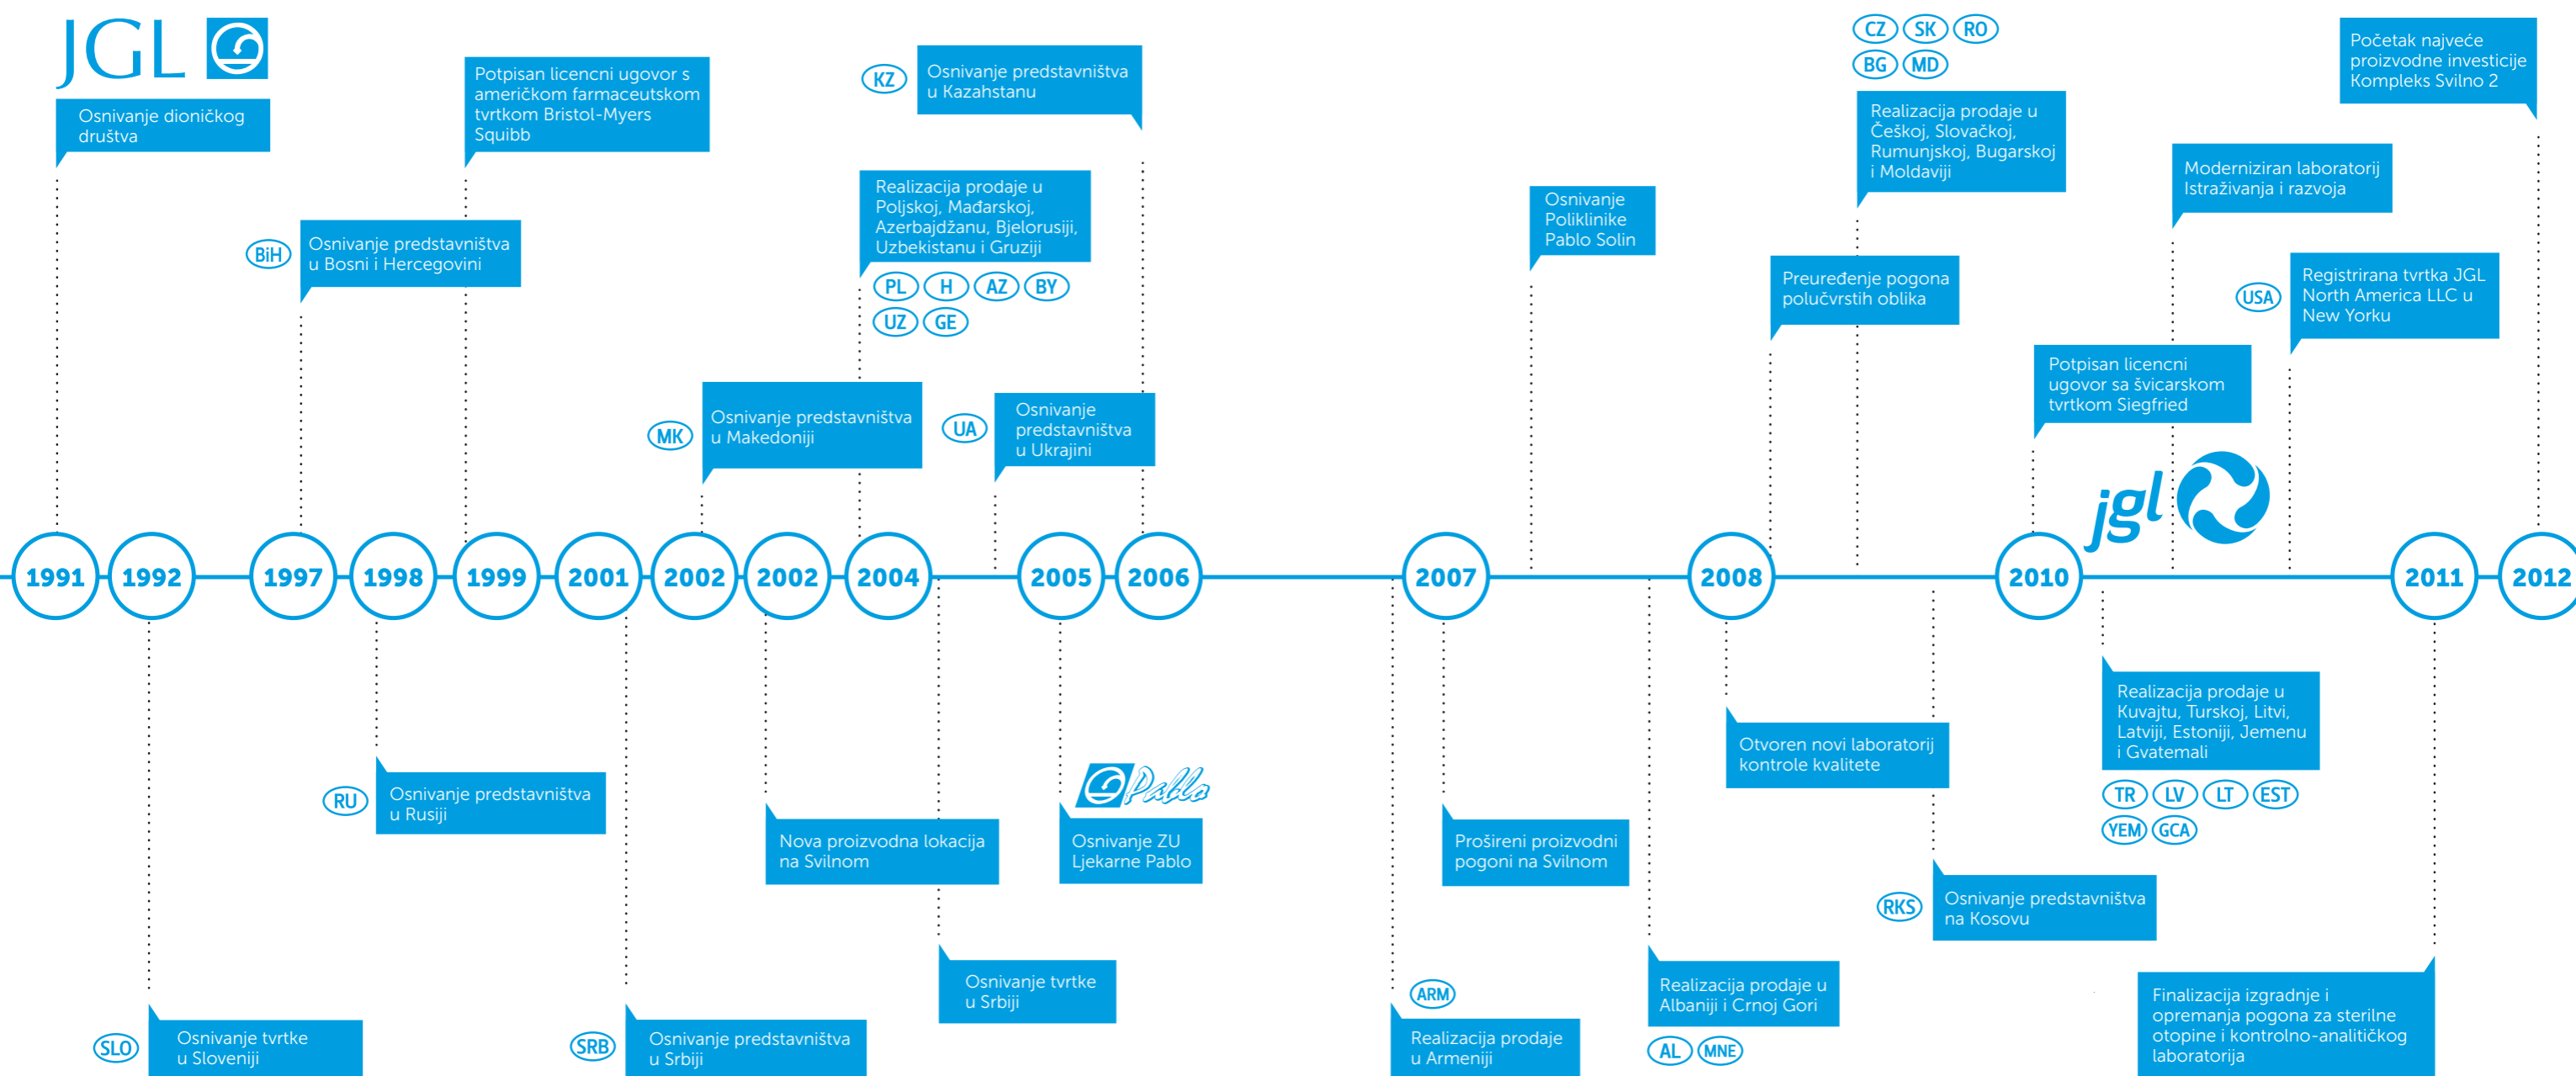 JGL
Osnivanje dioničkog
društva
BiH
Osnivanje predstavništva
u Bosni i Hercegovini
Potpisan licencni ugovor s
američkom farmaceutskom
tvrtkom Bristol-Myers
Squibb
MK
Osnivanje predstavništva
u Makedoniji
KZ
Osnivanje predstavništva
u Kazahstanu
Realizacija prodaje u
Poljskoj, Mađarskoj,
Azerbajdžanu, Bjelorusiji,
Uzbekistanu i Gruziji
PL H AZ BY
UZ GE
UA
Osnivanje
predstavništva
u Ukrajini
Osnivanje
Poliklinike
Pablo Solin
CZ SK RO
BG MD
Realizacija prodaje u
Češkoj, Slovačkoj,
Rumunjskoj, Bugarskoj
i Moldaviji
Preuređenje pogona
polučvrstih oblika
Potpisan licencni
ugovor sa švicarskom
tvrtkom Siegfried
jgl
Moderniziran laboratorij
Istraživanja i razvoja
USA
Registrirana tvrtka JGL
North America LLC u
New Yorku
Početak najveće
proizvodne investicije
Kompleks Svilno 2
1991 1992 1997 1998 1999 2001 2002 2002 2004 2005 2006 2007 2008 2010 2011 2012
SLO
Osnivanje tvrtke
u Sloveniji
RU
Osnivanje predstavništva
u Rusiji
SRB
Osnivanje predstavništva
u Srbiji
Nova proizvodna lokacija
na Svilnom
Osnivanje tvrtke
u Srbiji
Pablo
Osnivanje ZU
Ljekarne Pablo
ARM
Realizacija prodaje
u Armeniji
Prošireni proizvodni
pogoni na Svilnom
Realizacija prodaje u
Albaniji i Crnoj Gori
AL MNE
Otvoren novi laboratorij
kontrole kvalitete
RKS
Osnivanje predstavništva
na Kosovu
Realizacija prodaje u
Kuvajtu, Turskoj, Litvi,
Latviji, Estoniji, Jemenu
i Gvatemali
TR LV LT EST
YEM GCA
Finalizacija izgradnje i
opremanja pogona za sterilne
otopine i kontrolno-analitičkog
laboratorija